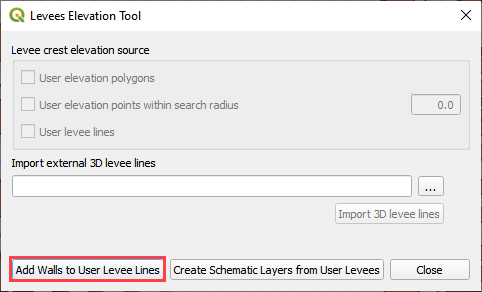 Levees Elevation Tool
Levee crest elevation source
User elevation polygons
User elevation points within search radius
0.0
User levee lines
Import external 3D levee lines
...
Import 3D levee lines
Add Walls to User Levee Lines
Create Schematic Layers from User Levees
Close